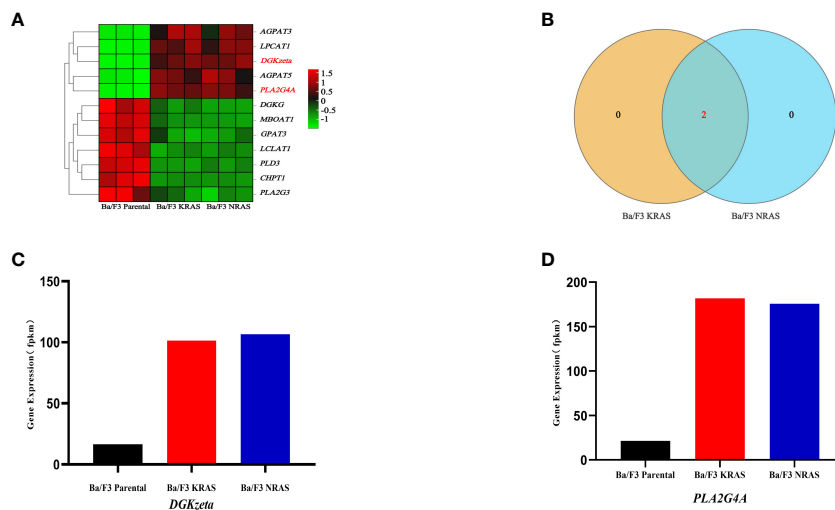 A
AGPAT3
LPCAT1
DGKzeta
AGPAT5
PLA2G4A
DGKG
MBOAT1
GPAT3
LCLAT1
PLD3
CHPT1
PLA2G3
1.5
1
0.5
0
-0.5
-1
Ba/F3 Parental Ba/F3 KRAS Ba/F3 NRAS
B
0 2 0
Ba/F3 KRAS Ba/F3 NRAS
C
Gene Expression( fpkm)
150
100
50
0
Ba/F3 Parental Ba/F3 KRAS Ba/F3 NRAS
DGKzeta
D
Gene Expression( fpkm)
200
150
100
50
0
Ba/F3 Parental Ba/F3 KRAS Ba/F3 NRAS
PLA2G4A